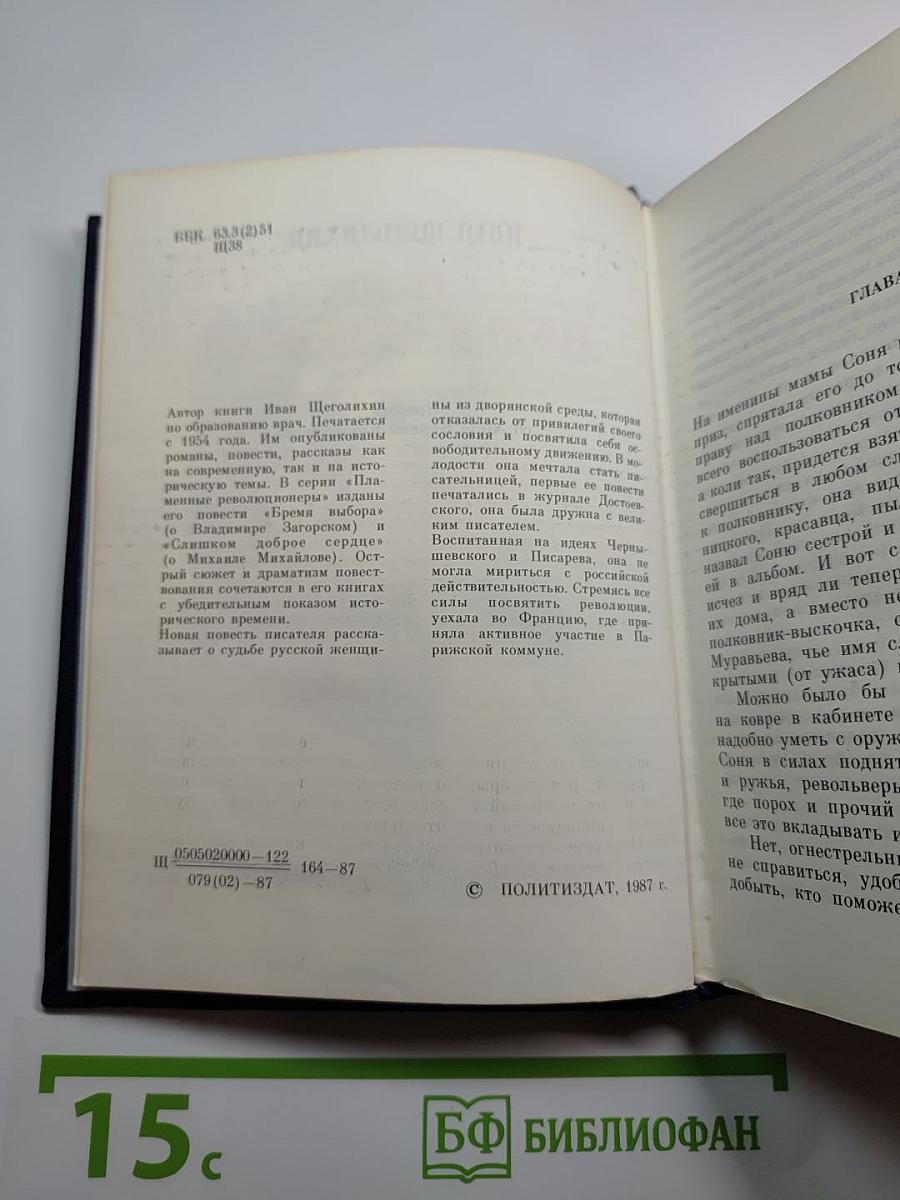 ББК 63.3(2)51
Щ38
Автор книги Иван Щеголихин
по образованию врач. Печатается
с 1954 года. Им опубликованы
романы, повести, рассказы как
на современную, так и на исто-
рическую темы. В серии «Пла-
менные революционеры» изданы
его повести «Бремя выбора»
(о Владимире Загорском) и
«Слишком доброе сердце»
(о Михаиле Михайлове). Ост-
рый сюжет и драматизм повест-
вования сочетаются в его книгах
с убедительным показом исто-
рического времени.
Новая повесть писателя расска-
зывает о судьбе русской женщи-
ны из дворянской среды, которая
отказалась от привилегий своего
сословия и посвятила себя ос-
вободительному движению. В мо-
лодости она мечтала стать пи-
сательницей, первые ее повести
печатались в журнале Достоев-
ского, она была дружна с вели-
ким писателем.
Воспитанная на идеях Черны-
шевского и Писарева, она не
могла мириться с российской
действительностью. Стремясь все
силы посвятить революции,
уехала во Францию, где при-
няла активное участие в Па-
рижской коммуне.
Щ 0505020000—122
079(02)—87
164—87
© ПОЛИТИЗДАТ, 1987 г.
ГЛАВА
На именины мамы Соня
приз, спрятала его до
праву над полковником
всего воспользоваться
а коли так, придется
свершиться в любом
к полковнику, она
ницкого, красавца,
назвал Соню сестрой и
ей в альбом. И вот
исчез и вряд ли
их дома, а вместо
полковник-выскочка,
Муравьева, чье имя
крытыми (от ужаса)
Можно было бы
на ковре в кабинете
надобно уметь с
Соня в силах
и ружья,
где порох и прочий
все это вкладывать
Нет,
не справиться,
добыть, кто
15с
БФ БИБЛИОФАН